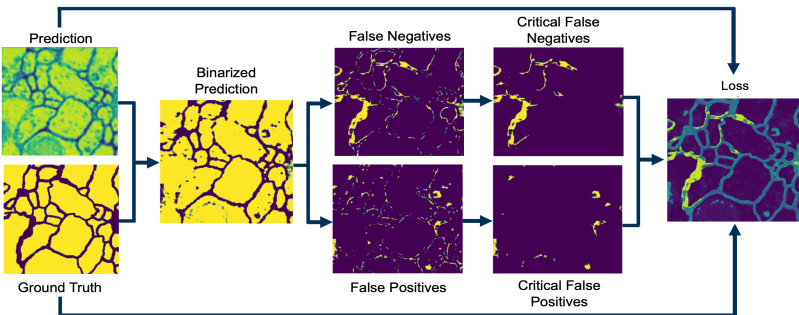 Prediction
Binarized
Prediction
False Negatives
Critical False
Negatives
Loss
Ground Truth
False Positives
Critical False
Positives